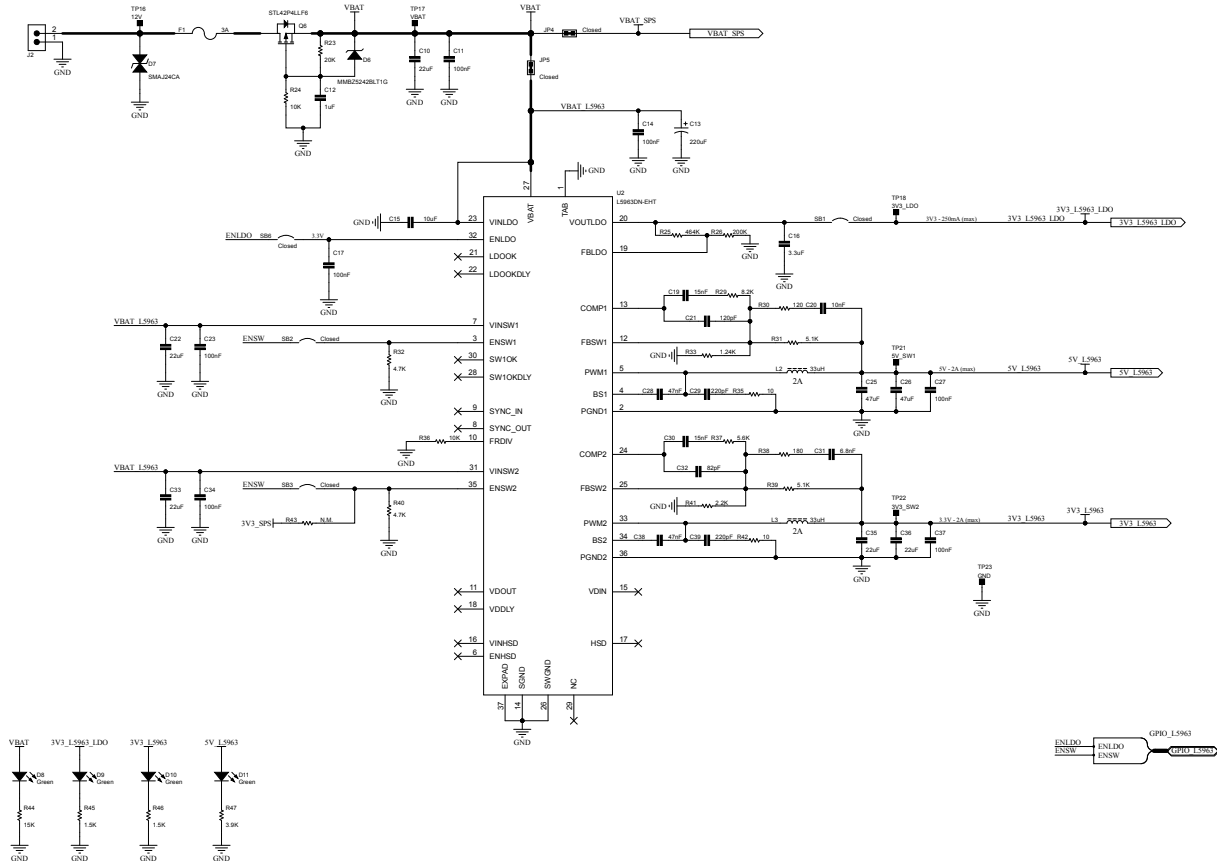 TP16
12V
STL42P4LLF6
Q6
VBAT
TP17
VBAT
VBAT
VBAT_SPS
J2
2
1
GND
F1
3A
JP4
Closed
VBAT_SPS
D7
SMAJ24CA
GND
R23
20K
D6
MMBZ5242BLT1G
C10
22uF
GND
C11
100nF
GND
JP5
Closed
R24
10K
C12
1uF
GND
VBAT_L5963
C14
100nF
GND
C13
220uF
GND
+
27
VBAT
1
TAB
GND
U2
L5963DN-EHT
GND
C15
10uF
23
VINLDO
ENLDO
SB6
Closed
3.3V
32
ENLDO
C17
100nF
GND
21
LDOOK
22
LDOOKDLY
VOUTLDO
20
SB1
Closed
TP18
3V3_LDO
3V3 - 250mA (max)
3V3_L5963_LDO
3V3_L5963_LDO
3V3_L5963_LDO
R25
464K
R26
200K
GND
C16
3.3uF
GND
FBLDO
19
VBAT_L5963
7
VINSW1
C22
22uF
GND
C23
100nF
GND
ENSW
SB2
Closed
3
ENSW1
R32
4.7K
GND
30
SW1OK
28
SW1OKDLY
COMP1
13
C19
15nF
R29
8.2K
C21
120pF
R30
120
C20
10nF
FBSW1
12
R31
5.1K
GND
R33
1.24K
PWM1
5
L2
33uH
2A
TP21
5V_SW1
5V - 2A (max)
5V_L5963
5V_L5963
5V_L5963
BS1
4
C28
47nF
C29
220pF
R35
10
C25
47uF
C26
47uF
C27
100nF
PGND1
2
GND
9
SYNC_IN
8
SYNC_OUT
R36
10K
10
FRDIV
GND
VBAT_L5963
31
VINSW2
C33
22uF
GND
C34
100nF
GND
ENSW
SB3
Closed
35
ENSW2
3V3_SPS
R43
N.M.
R40
4.7K
GND
COMP2
24
C30
15nF
R37
5.6K
C32
82pF
R38
180
C31
6.8nF
FBSW2
25
R39
5.1K
GND
R41
2.2K
PWM2
33
L3
33uH
2A
TP22
3V3_SW2
3.3V - 2A (max)
3V3_L5963
3V3_L5963
3V3_L5963
BS2
34
C38
47nF
C39
220pF
R42
10
C35
22uF
C36
22uF
C37
100nF
PGND2
36
GND
TP23
GND
GND
11
VDOUT
18
VDDLY
VDIN
15
16
VINHSD
6
ENHSD
HSD
17
EXPAD
SGND
SWGND
NC
37
14
26
29
GND
VBAT
3V3_L5963_LDO
3V3_L5963
5V_L5963
D8
Green
D9
Green
D10
Green
D11
Green
R44
15K
R45
1.5K
R46
1.5K
R47
3.9K
GND
GND
GND
GND
GPIO_L5963
ENLDO
ENSW
ENLDO
ENSW
GPIO_L5963